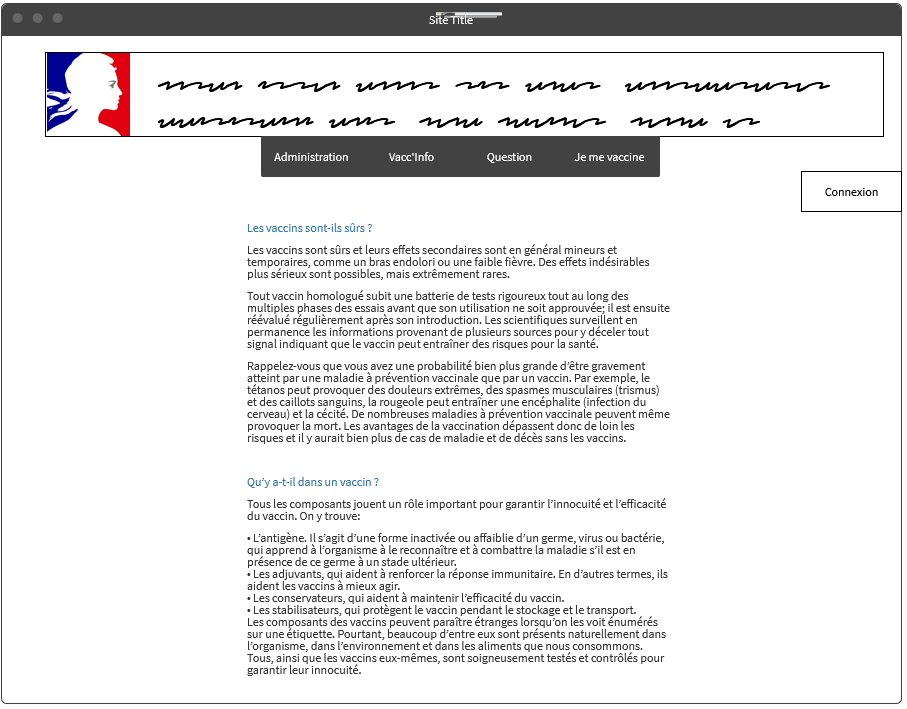 Site Title
Administration Vacc'Info Question Je me vaccine
Connexion
Les vaccins sont-ils sûrs ?
Les vaccins sont sûrs et leurs effets secondaires sont en général mineurs et
temporaires, comme un bras endolori ou une faible fièvre. Des effets indésirables
plus sérieux sont possibles, mais extrêmement rares.
Tout vaccin homologué subit une batterie de tests rigoureux tout au long des
multiples phases des essais avant que son utilisation ne soit approuvée; il est ensuite
réévalué régulièrement après son introduction. Les scientifiques surveillent en
permanence les informations provenant de plusieurs sources pour y déceler tout
signal indiquant que le vaccin peut entraîner des risques pour la santé.
Rappelez-vous que vous avez une probabilité bien plus grande d’être gravement
atteint par une maladie à prévention vaccinale que par un vaccin. Par exemple, le
tétanos peut provoquer des douleurs extrêmes, des spasmes musculaires (trismus)
et des caillots sanguins, la rougeole peut entraîner une encéphalite (infection du
cerveau) et la cécité. De nombreuses maladies à prévention vaccinale peuvent même
provoquer la mort. Les avantages de la vaccination dépassent donc de loin les
risques et il y aurait bien plus de cas de maladie et de décès sans les vaccins.
Qu’y a-t-il dans un vaccin ?
Tous les composants jouent un rôle important pour garantir l’innocuité et l’efficacité
du vaccin. On y trouve:
• L’antigène. Il s’agit d’une forme inactivée ou affaiblie d’un germe, virus ou bactérie,
qui apprend à l’organisme à le reconnaître et à combattre la maladie s’il est en
présence de ce germe à un stade ultérieur.
• Les adjuvants, qui aident à renforcer la réponse immunitaire. En d’autres termes, ils
aident les vaccins à mieux agir.
• Les conservateurs, qui aident à maintenir l’efficacité du vaccin.
• Les stabilisateurs, qui protègent le vaccin pendant le stockage et le transport.
Les composants des vaccins peuvent paraître étranges lorsqu’on les voit énumérés
sur une étiquette. Pourtant, beaucoup d’entre eux sont présents naturellement dans
l’organisme, dans l’environnement et dans les aliments que nous consommons.
Tous, ainsi que les vaccins eux-mêmes, sont soigneusement testés et contrôlés pour
garantir leur innocuité.